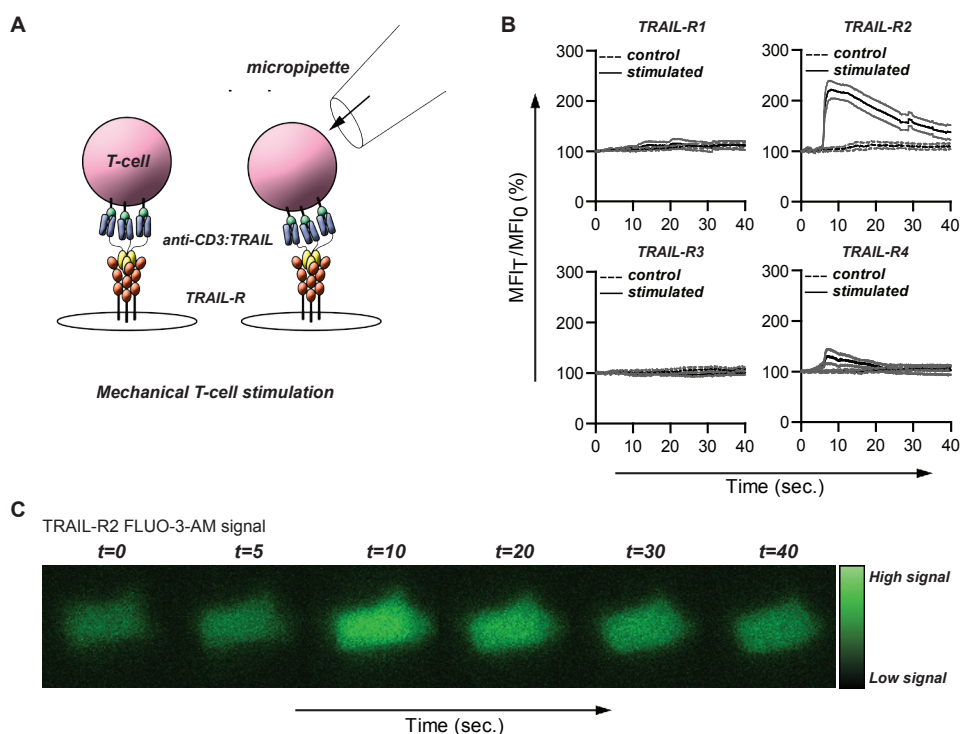 A
micropipette
T-cell
anti-CD3:TRAIL
TRAIL-R
Mechanical T-cell stimulation
B
TRAIL-R1
TRAIL-R2
300
control
stimulated
200
100
0
0 10 20 30 40
300
control
stimulated
200
100
0
0 10 20 30 40
MFIT/MFI0 (%)
TRAIL-R3
TRAIL-R4
300
control
stimulated
200
100
0
0 10 20 30 40
300
control
stimulated
200
100
0
0 10 20 30 40
Time (sec.)
C
TRAIL-R2 FLUO-3-AM signal
t=0 t=5 t=10 t=20 t=30 t=40
High signal
Low signal
Time (sec.)